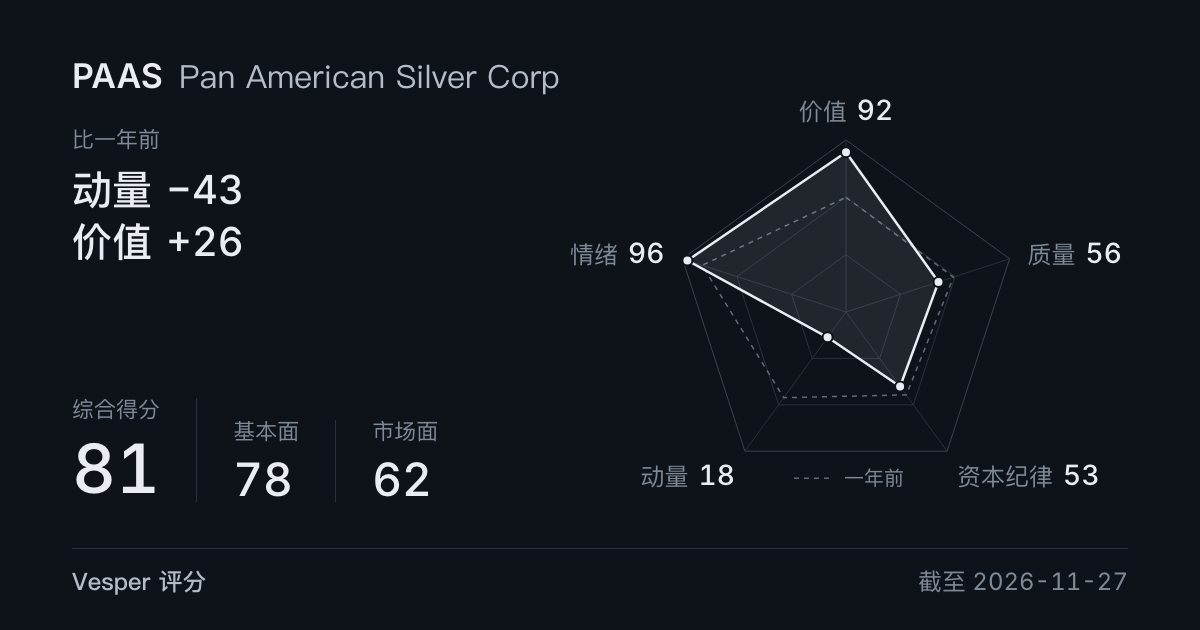 PAAS Pan American Silver Corp
比一年前
动量 −43
价值 +26
价值 92
情绪 96
质量 56
动量 18
资本纪律 53
一年前
综合得分
81
基本面
78
市场面
62
Vesper 评分
截至 2026-11-27